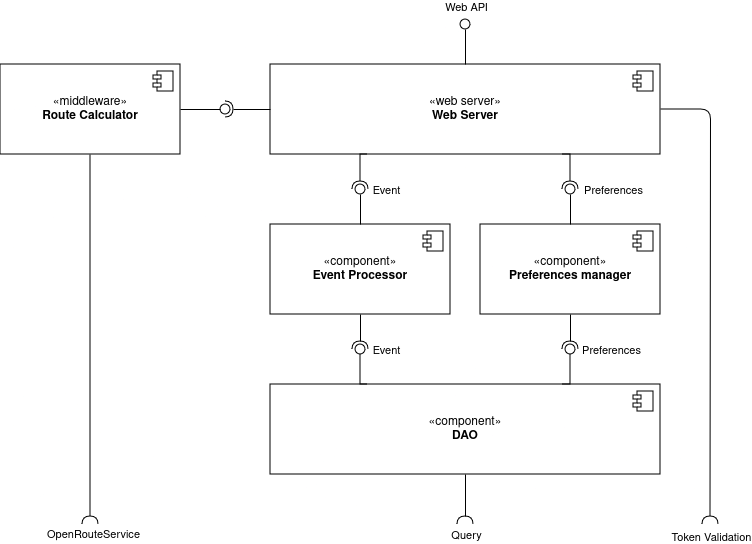 Web API
«middleware»
Route Calculator
«web server»
Web Server
Event
Preferences
«component»
Event Processor
«component»
Preferences manager
Event
Preferences
«component»
DAO
OpenRouteService
Query
Token Validation